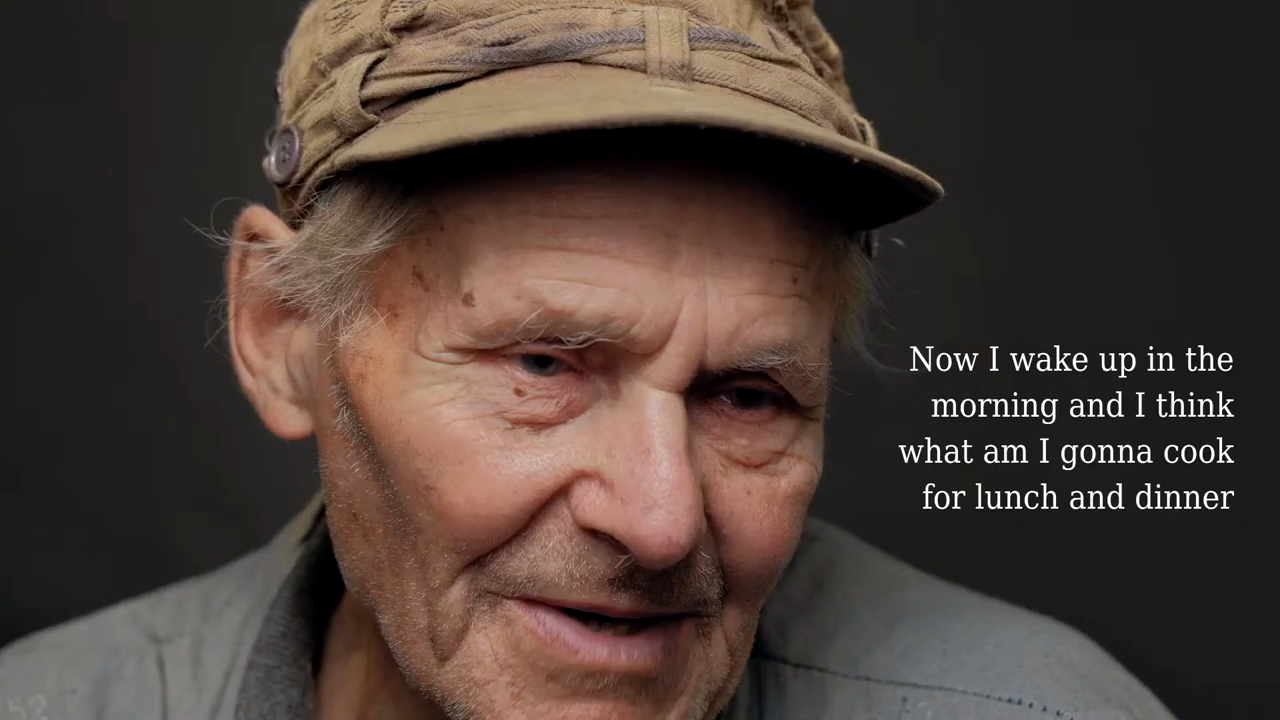 Now I wake up in the
morning and I think
what am I gonna cook
for lunch and dinner